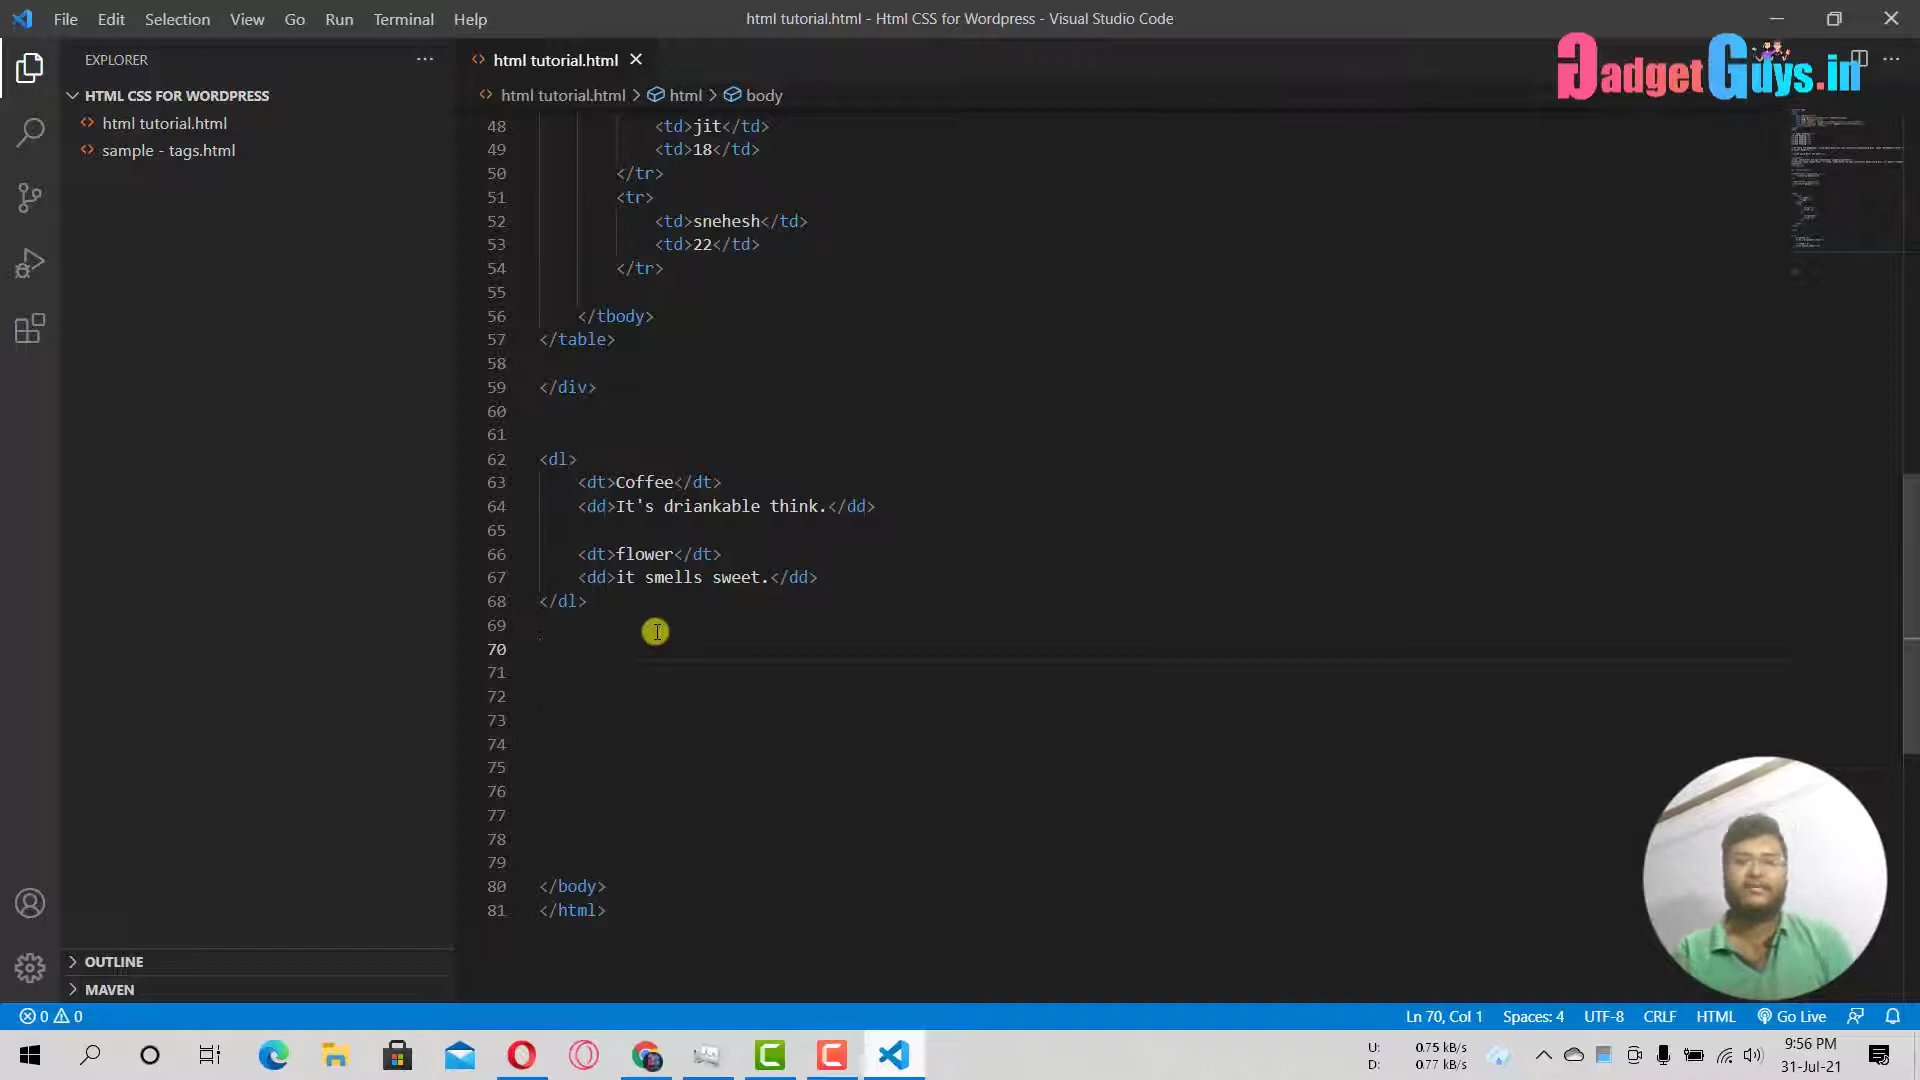 File Edit Selection View Go Run Terminal Help
html tutorial.html - Html CSS for Wordpress - Visual Studio Code
GadgetGuys.in
EXPLORER
HTML CSS FOR WORDPRESS
html tutorial.html
sample - tags.html
OUTLINE
MAVEN
html tutorial.html
html tutorial.html > html > body
48 <td>jit</td>
49 <td>18</td>
50 </tr>
51 <tr>
52 <td>snehesh</td>
53 <td>22</td>
54 </tr>
55
56 </tbody>
57 </table>
58
59 </div>
60
61
62 <dl>
63 <dt>Coffee</dt>
64 <dd>It's driankable think.</dd>
65
66 <dt>flower</dt>
67 <dd>it smells sweet.</dd>
68 </dl>
69
70
71
72
73
74
75
76
77
78
79
80 </body>
81 </html>
0 0
Ln 70, Col 1 Spaces: 4 UTF-8 CRLF HTML Go Live
U: 0.75 kB/s
D: 0.77 kB/s
9:56 PM
31-Jul-21